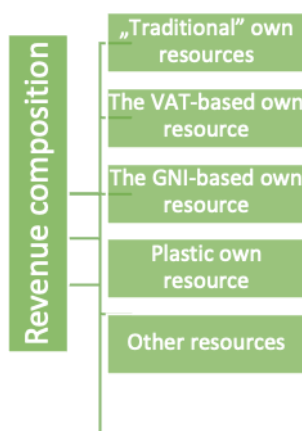 Revenue composition
„Traditional” own
resources
The VAT-based own
resource
The GNI-based own
resource
Plastic own
resource
Other resources